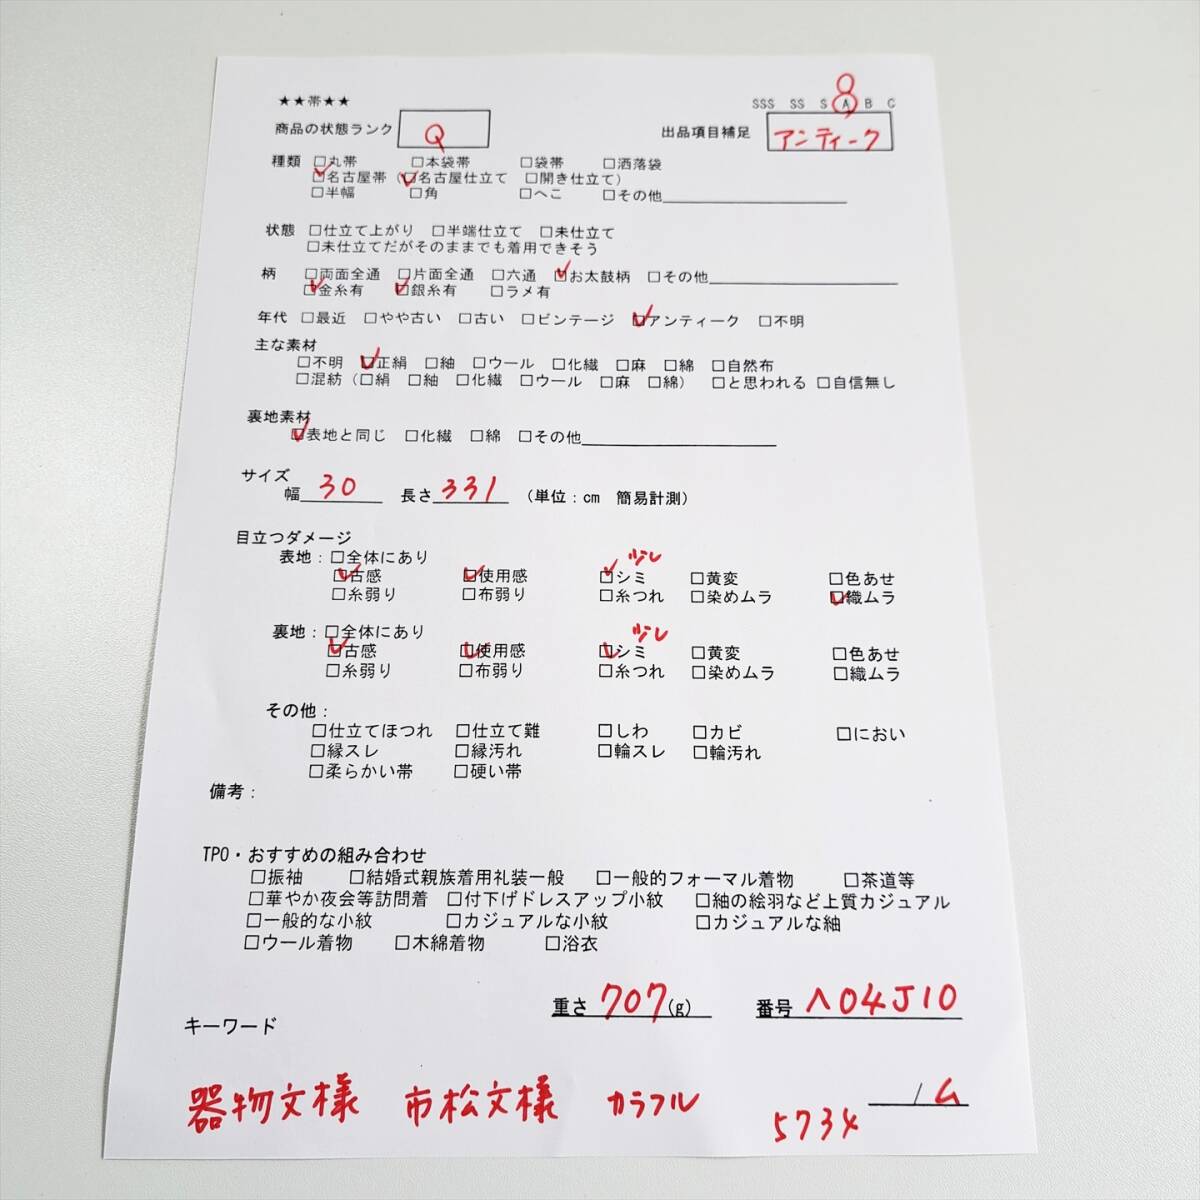 ★★帯★★
SSS SS S A B C 8
商品の状態ランク Q 出品項目補足 アンティーク
種類 □丸帯 □本袋帯 □袋帯 □洒落袋
□名古屋帯（□名古屋仕立て □開き仕立て）
□半幅 □角 □へこ □その他
状態 □仕立て上がり □半端仕立て □未仕立て
□未仕立てだがそのままでも着用できそう
柄 □両面全通 □片面全通 □六通 □お太鼓柄 □その他
□金糸有 □銀糸有 □ラメ有
年代 □最近 □やや古い □古い □ビンテージ □アンティーク □不明
主な素材
□不明 □正絹 □紬 □ウール □化繊 □麻 □綿 □自然布
□混紡（□絹 □紬 □化繊 □ウール □麻 □綿） □と思われる □自信無し
裏地素材
□表地と同じ □化繊 □綿 □その他
サイズ
幅 30 長さ 331 （単位：cm 簡易計測）
目立つダメージ
表地：□全体にあり 少し
□古感 □使用感 □シミ □黄変 □色あせ
□糸弱り □布弱り □糸つれ □染めムラ □織ムラ
裏地：□全体にあり 少し
□古感 □使用感 □シミ □黄変 □色あせ
□糸弱り □布弱り □糸つれ □染めムラ □織ムラ
その他：
□仕立てほつれ □仕立て難 □しわ □カビ □におい
□縁スレ □縁汚れ □輪スレ □輪汚れ
□柔らかい帯 □硬い帯
備考：
TPO・おすすめの組み合わせ
□振袖 □結婚式親族着用礼装一般 □一般的フォーマル着物 □茶道等
□華やか夜会等訪問着 □付下げドレスアップ小紋 □紬の絵羽など上質カジュアル
□一般的な小紋 □カジュアルな小紋 □カジュアルな紬
□ウール着物 □木綿着物 □浴衣
重さ 707(g) 番号 ハ04J10
キーワード
器物文様 市松文様 カラフル
5734 /ム